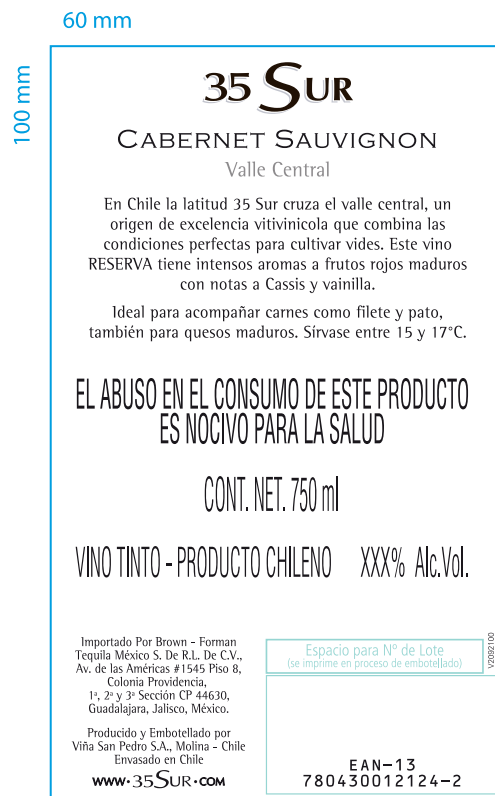 60 mm
100 mm
35 SUR
CABERNET SAUVIGNON
Valle Central
En Chile la latitud 35 Sur cruza el valle central, un
origen de excelencia vitivinicola que combina las
condiciones perfectas para cultivar vides. Este vino
RESERVA tiene intensos aromas a frutos rojos maduros
con notas a Cassis y vainilla.
Ideal para acompañar carnes como filete y pato,
también para quesos maduros. Sírvase entre 15 y 17°C.
EL ABUSO EN EL CONSUMO DE ESTE PRODUCTO
ES NOCIVO PARA LA SALUD
CONT. NET. 750 ml
VINO TINTO - PRODUCTO CHILENO XXX% Alc.Vol.
Importado Por Brown - Forman
Tequila México S. De R.L. De C.V.,
Av. de las Américas #1545 Piso 8,
Colonia Providencia,
1ª, 2ª y 3ª Sección CP 44630,
Guadalajara, Jalisco, México.
Producido y Embotellado por
Viña San Pedro S.A., Molina - Chile
Envasado en Chile
www.35SUR.COM
Espacio para N° de Lote
(se imprime en proceso de embotellado)
V2092100
EAN-13
780430012124-2